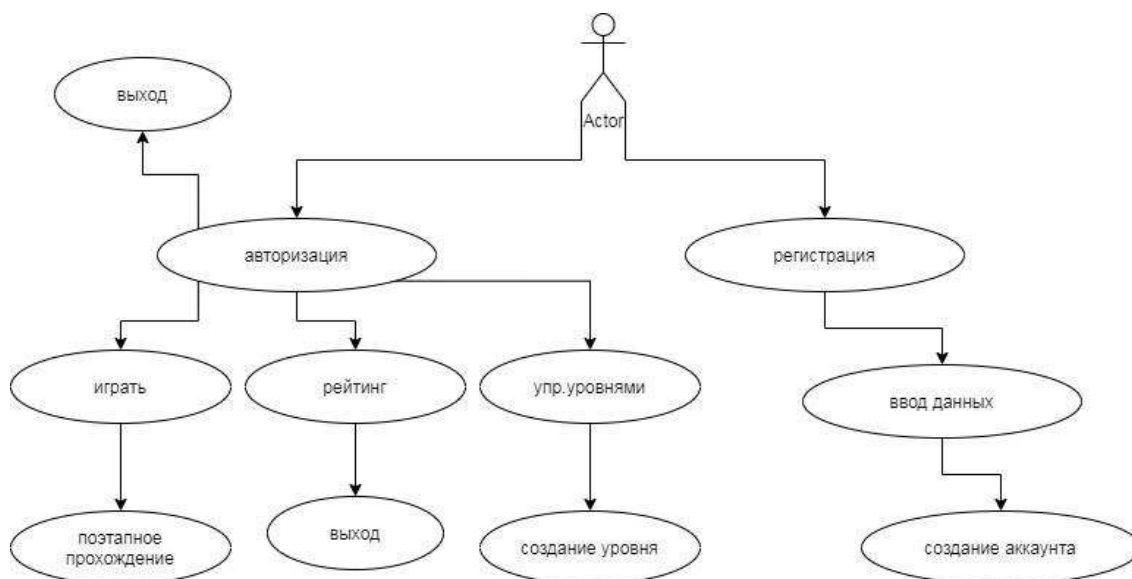 выход
Actor
авторизация
регистрация
играть
рейтинг
упр.уровнями
ввод данных
поэтапное
прохождение
выход
создание уровня
создание аккаунта